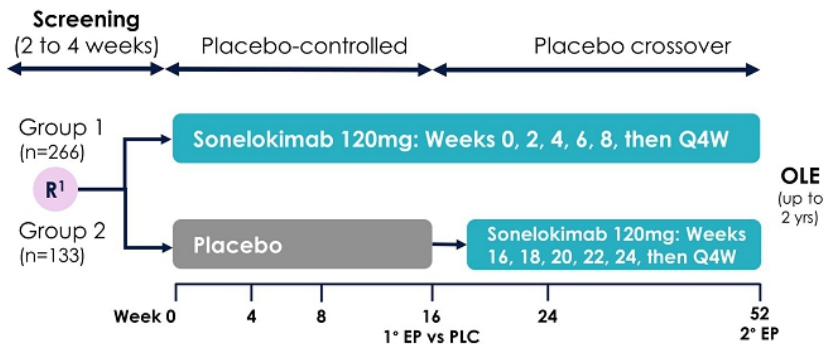 Screening
(2 to 4 weeks)
Placebo-controlled
Placebo crossover
Group 1
(n=266)
Sonelokimab 120mg: Weeks 0, 2, 4, 6, 8, then Q4W
R¹
OLE
(up to
2 yrs)
Group 2
(n=133)
Placebo
Sonelokimab 120mg: Weeks
16, 18, 20, 22, 24, then Q4W
Week 0 4 8 16 24 52
1° EP vs PLC 2° EP